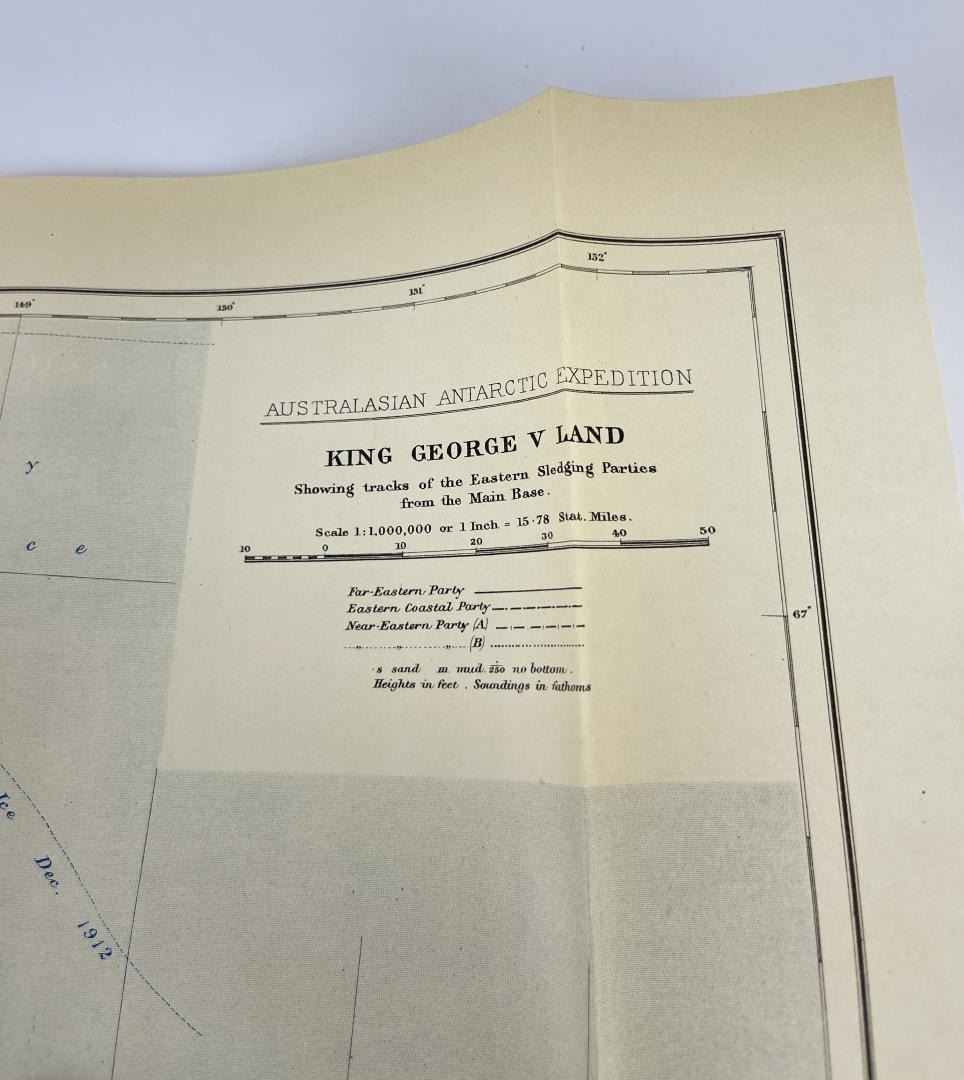 149°
150°
151°
152°
AUSTRALASIAN ANTARCTIC EXPEDITION
KING GEORGE V LAND
Showing tracks of the Eastern Sledging Parties
from the Main Base.
Scale 1:1,000,000 or 1 Inch = 15·78 Stat. Miles.
10 0 10 20 30 40 50
Far-Eastern Party
Eastern Coastal Party
Near-Eastern Party (A)
„ „ (B)
s sand m mud. 250 no bottom.
Heights in feet. Soundings in fathoms
67°
y
c e
Ice Dec. 1912